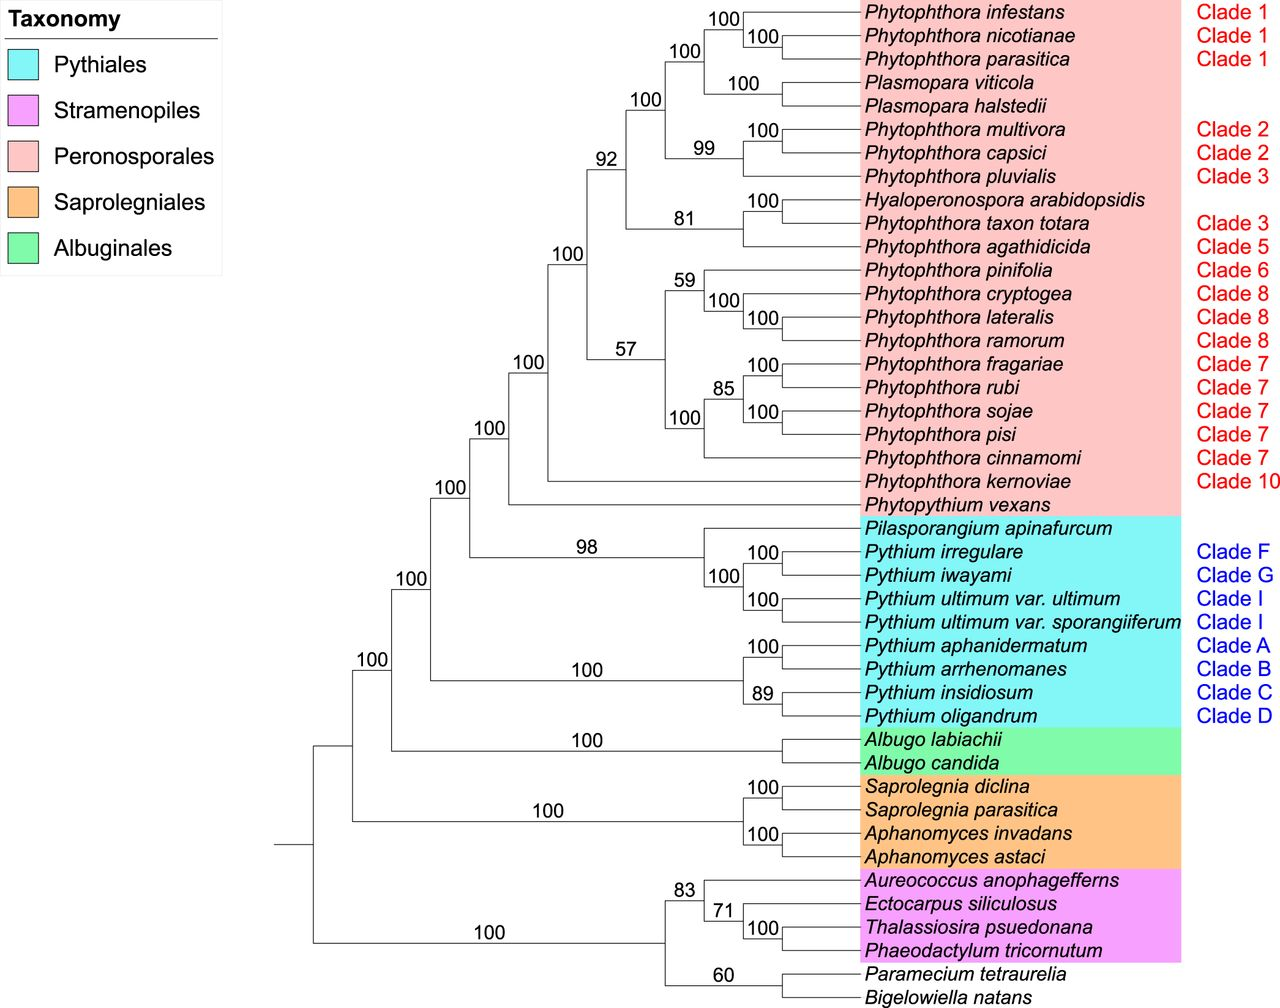 Taxonomy
Pythiales
Stramenopiles
Peronosporales
Saprolegniales
Albuginales
100 Phytophthora infestans Clade 1
100 Phytophthora nicotianae Clade 1
100 Phytophthora parasitica Clade 1
100 Plasmopara viticola
100 Plasmopara halstedii
100 Phytophthora multivora Clade 2
99 Phytophthora capsici Clade 2
92 Phytophthora pluvialis Clade 3
100 Hyaloperonospora arabidopsidis
81 Phytophthora taxon totara Clade 3
100 Phytophthora agathidicida Clade 5
59 Phytophthora pinifolia Clade 6
100 Phytophthora cryptogea Clade 8
100 Phytophthora lateralis Clade 8
57 Phytophthora ramorum Clade 8
100 100 Phytophthora fragariae Clade 7
85 Phytophthora rubi Clade 7
100 100 Phytophthora sojae Clade 7
100 Phytophthora pisi Clade 7
Phytophthora cinnamomi Clade 7
100 Phytophthora kernoviae Clade 10
Phytopythium vexans
Pilasporangium apinafurcum
98 100 Pythium irregulare Clade F
100 100 Pythium iwayami Clade G
100 Pythium ultimum var. ultimum Clade I
Pythium ultimum var. sporangiiferum Clade I
100 Pythium aphanidermatum Clade A
100 100 Pythium arrhenomanes Clade B
89 Pythium insidiosum Clade C
Pythium oligandrum Clade D
100 Albugo labiachii
Albugo candida
100 Saprolegnia diclina
100 Saprolegnia parasitica
100 Aphanomyces invadans
Aphanomyces astaci
83 Aureococcus anophagefferns
71 Ectocarpus siliculosus
100 Thalassiosira psuedonana
100 Phaeodactylum tricornutum
60 Paramecium tetraurelia
Bigelowiella natans